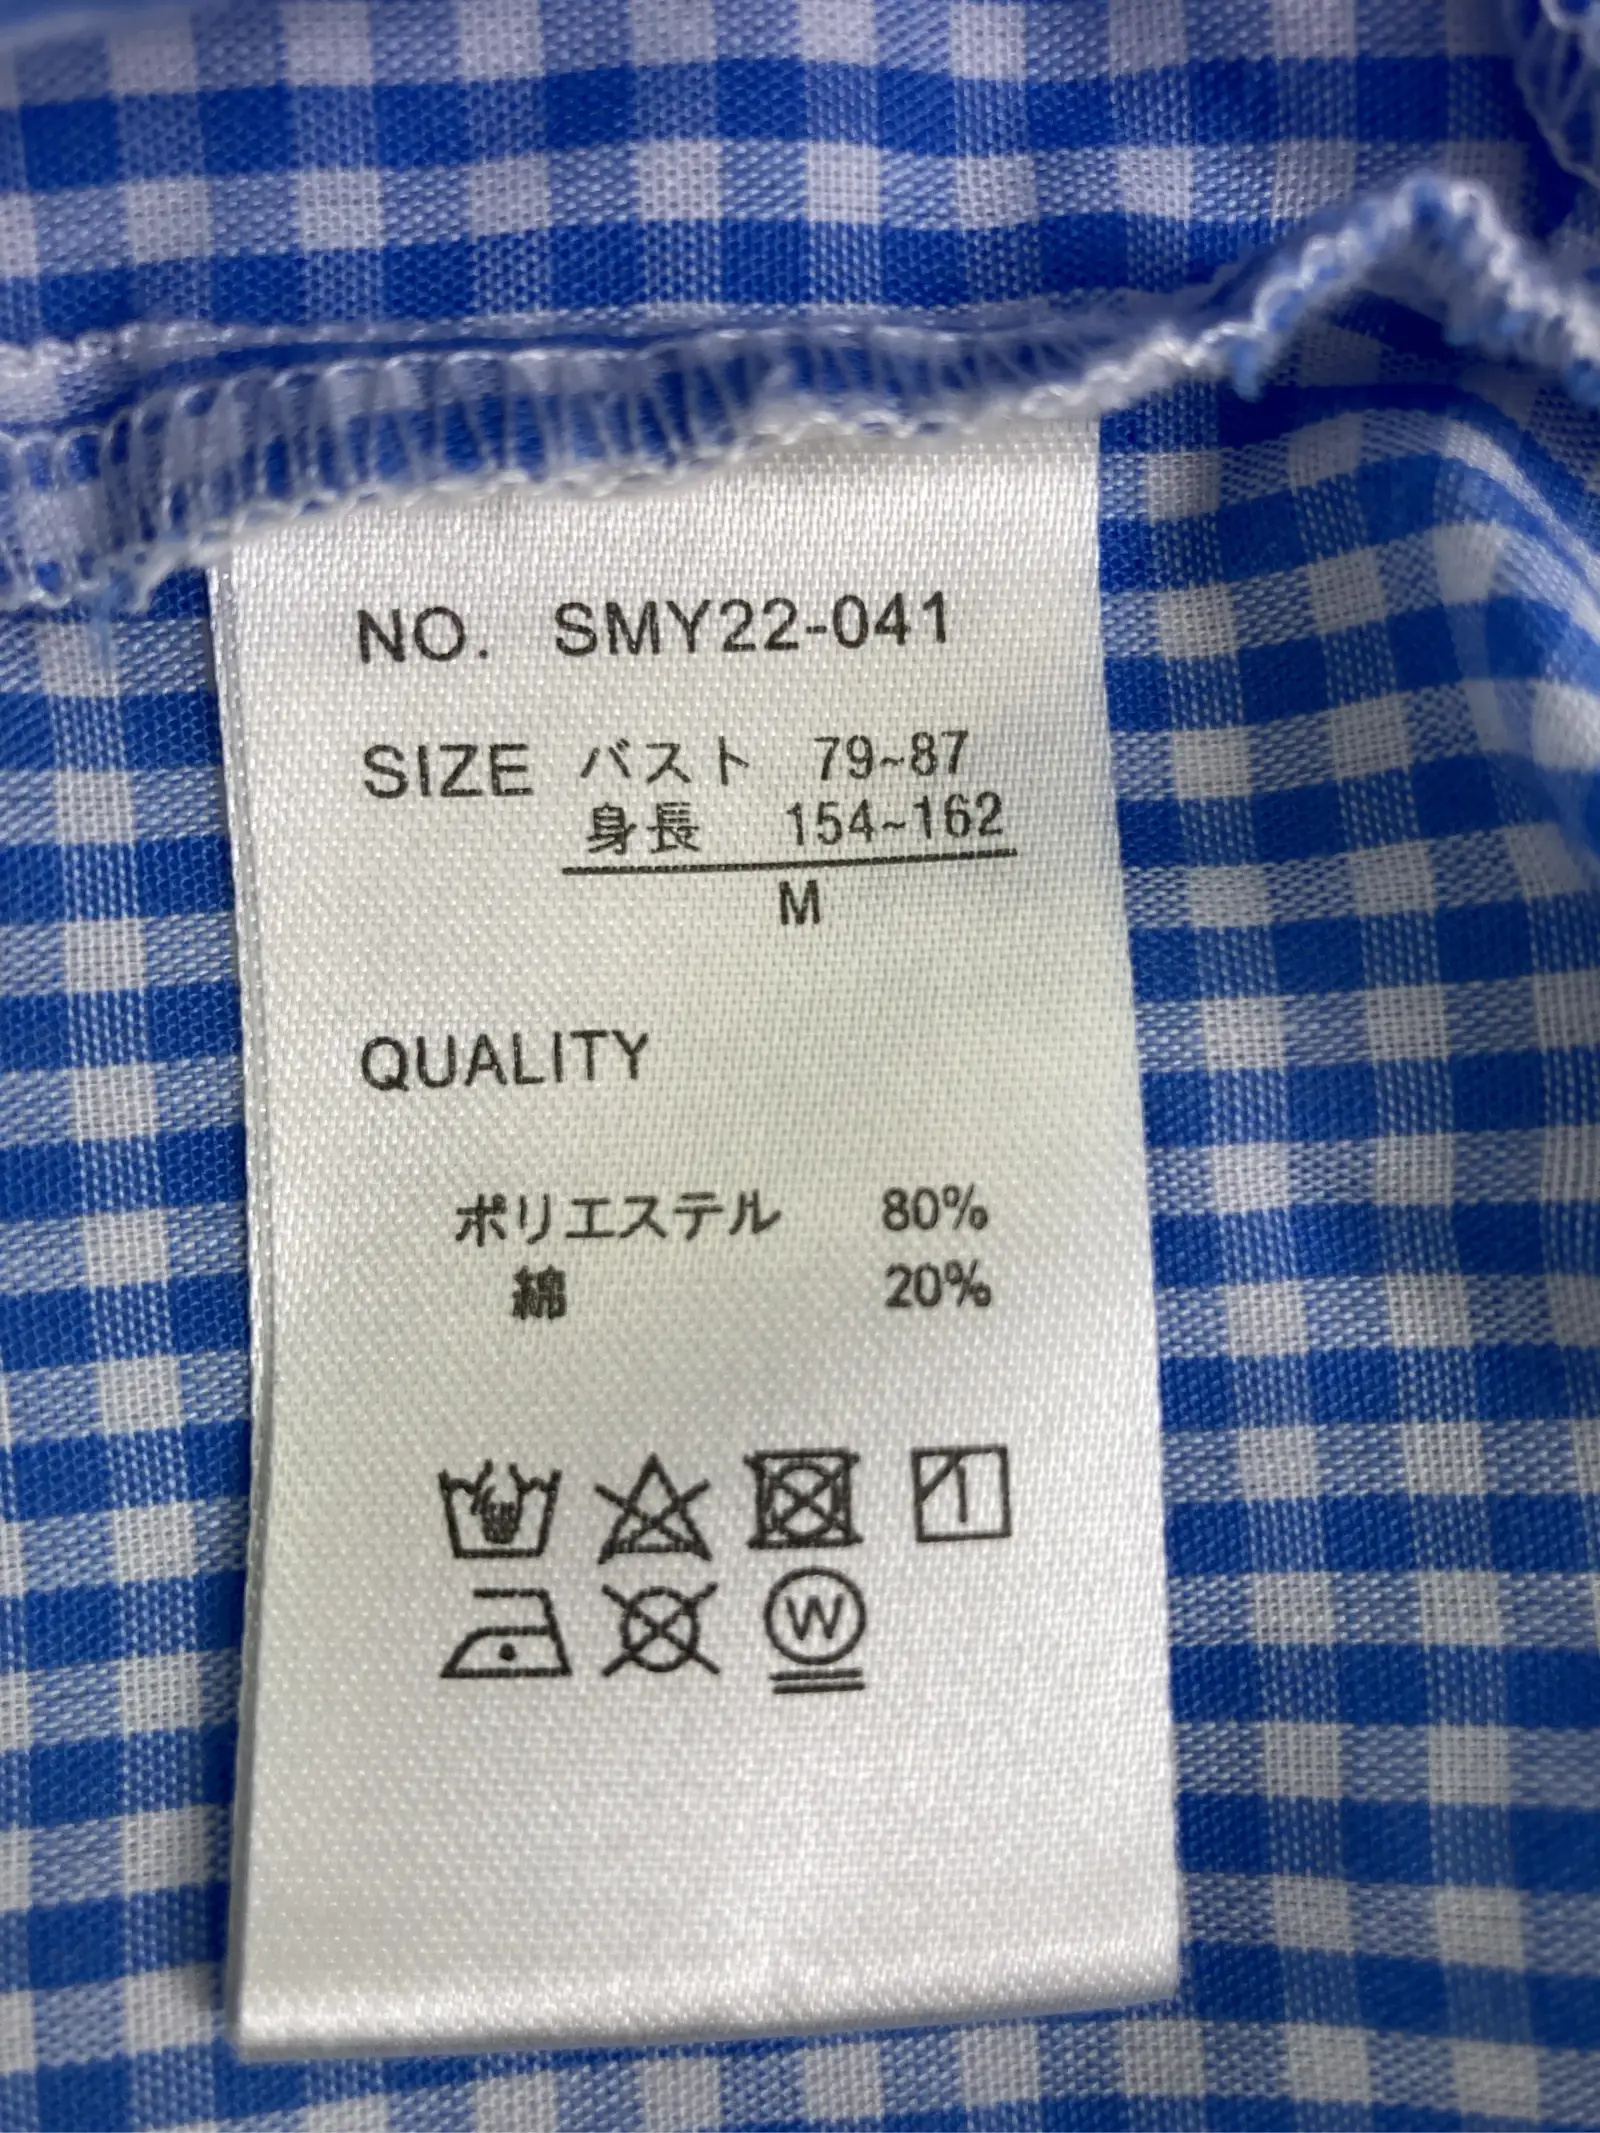 NO. SMY22-041
SIZE バスト 79~87
身長 154~162
M
QUALITY
ポリエステル 80%
綿 20%
W